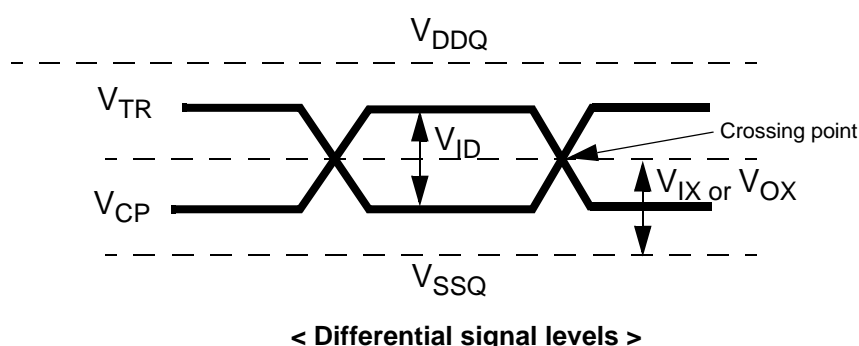 VDDQ
VTR
Crossing point
VID
VIX or VOX
VCP
VSSQ
< Differential signal levels >